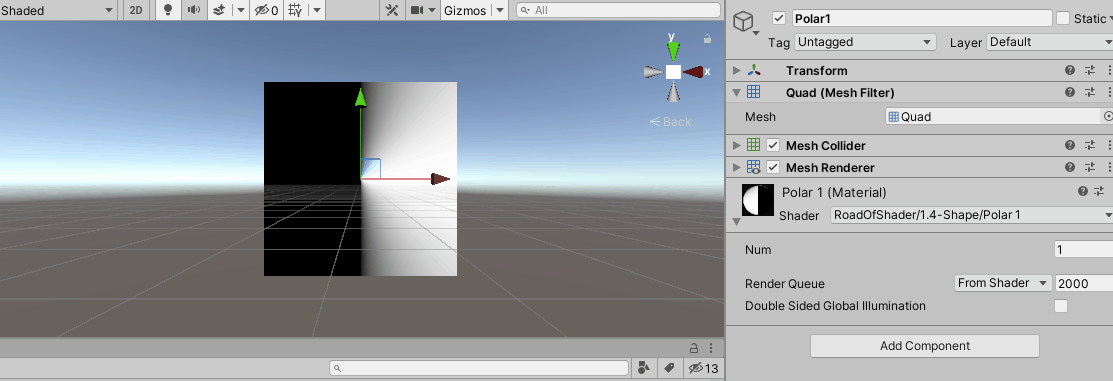 Shaded 2D 0 Gizmos All
y
x
Back
13
Polar1 Static
Tag Untagged Layer Default
Transform
Quad (Mesh Filter)
Mesh Quad
Mesh Collider
Mesh Renderer
Polar 1 (Material)
Shader RoadOfShader/1.4-Shape/Polar 1
Num 1
Render Queue From Shader 2000
Double Sided Global Illumination
Add Component